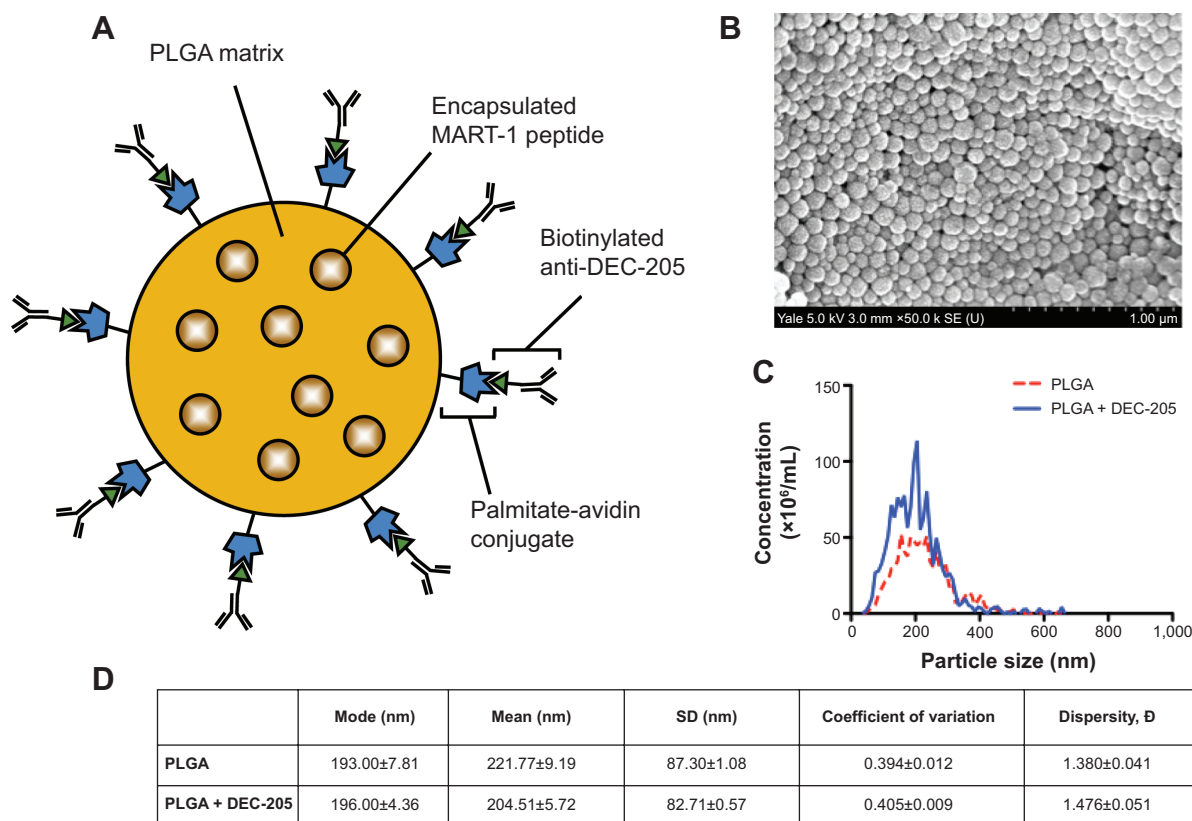 A
PLGA matrix
Encapsulated
MART-1 peptide
Biotinylated
anti-DEC-205
Palmitate-avidin
conjugate
B
Yale 5.0 kV 3.0 mm ×50.0 k SE (U) 1.00 µm
C
PLGA
PLGA + DEC-205
Concentration
(×10⁶/mL)
150
100
50
0
0 200 400 600 800 1,000
Particle size (nm)
D
Mode (nm) Mean (nm) SD (nm) Coefficient of variation Dispersity, Đ
PLGA 193.00±7.81 221.77±9.19 87.30±1.08 0.394±0.012 1.380±0.041
PLGA + DEC-205 196.00±4.36 204.51±5.72 82.71±0.57 0.405±0.009 1.476±0.051